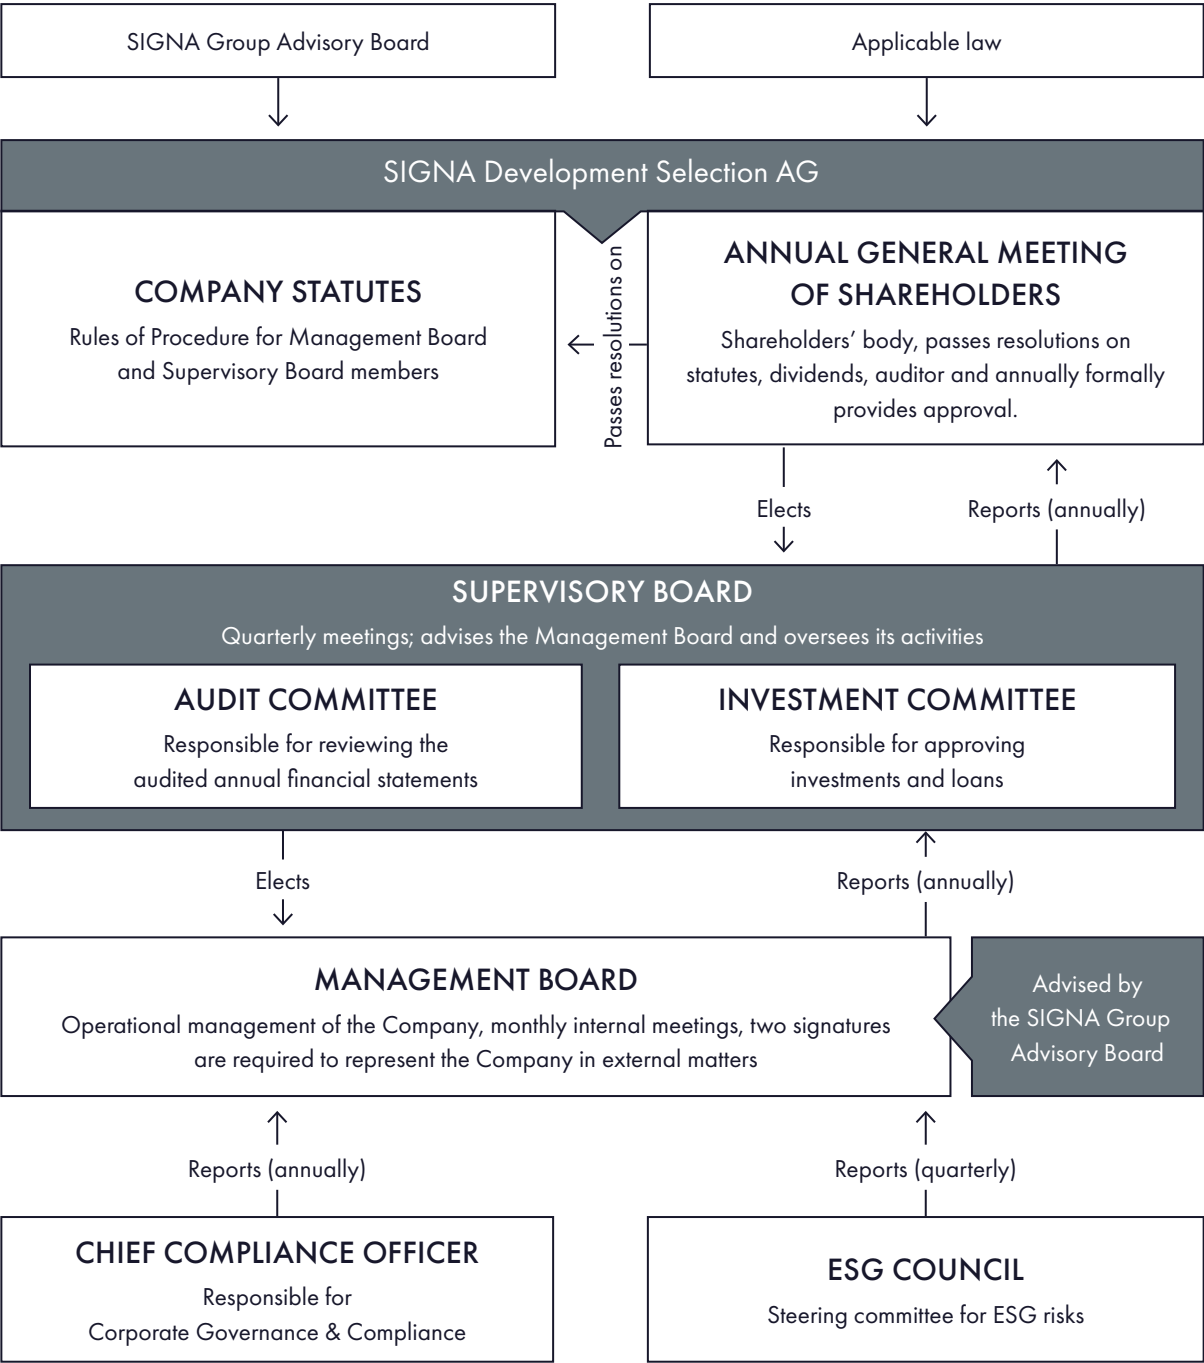 SIGNA Group Advisory Board
Applicable law
SIGNA Development Selection AG
COMPANY STATUTES
Rules of Procedure for Management Board
and Supervisory Board members
Passes resolutions on
ANNUAL GENERAL MEETING
OF SHAREHOLDERS
Shareholders’ body, passes resolutions on
statutes, dividends, auditor and annually formally
provides approval.
Elects
Reports (annually)
SUPERVISORY BOARD
Quarterly meetings; advises the Management Board and oversees its activities
AUDIT COMMITTEE
Responsible for reviewing the
audited annual financial statements
INVESTMENT COMMITTEE
Responsible for approving
investments and loans
Elects
Reports (annually)
MANAGEMENT BOARD
Operational management of the Company, monthly internal meetings, two signatures
are required to represent the Company in external matters
Advised by
the SIGNA Group
Advisory Board
Reports (annually)
Reports (quarterly)
CHIEF COMPLIANCE OFFICER
Responsible for
Corporate Governance & Compliance
ESG COUNCIL
Steering committee for ESG risks